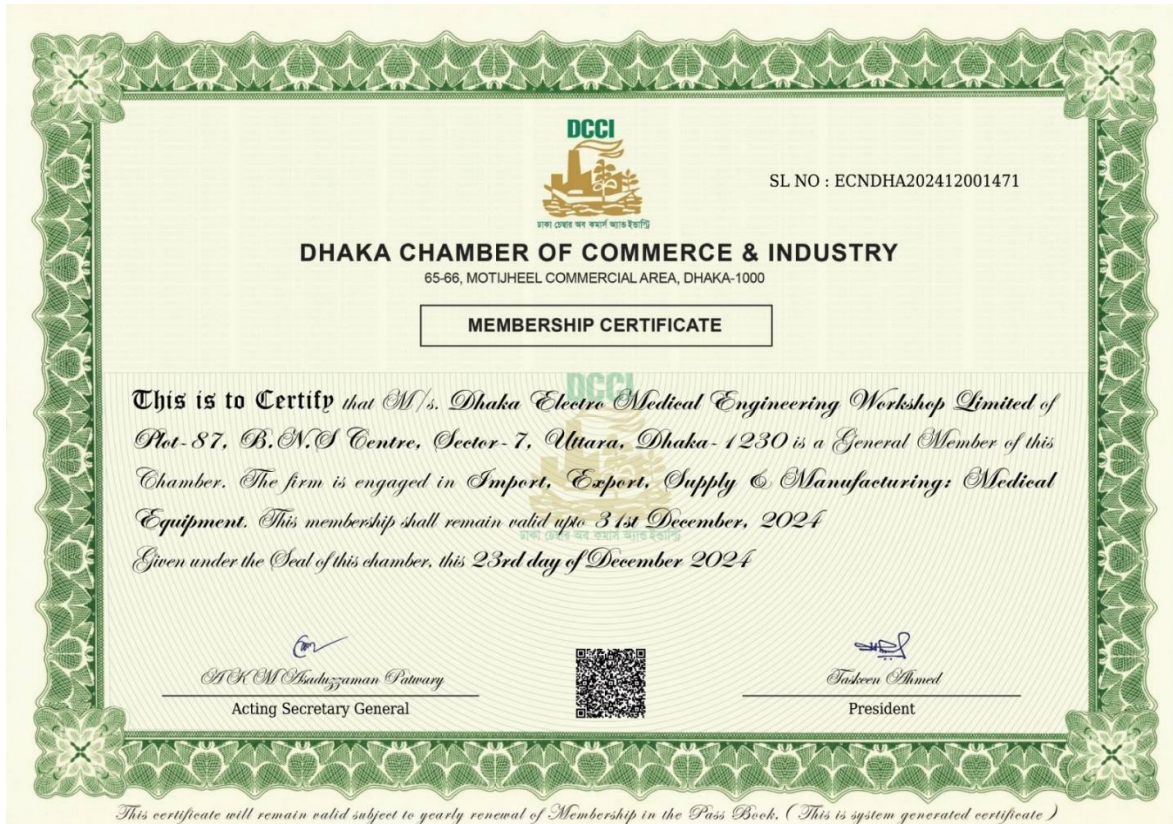 DCCI
ঢাকা চেম্বার অব কমার্স অ্যান্ড ইন্ডাস্ট্রি
SL NO : ECNDHA202412001471
DHAKA CHAMBER OF COMMERCE & INDUSTRY
65-66, MOTIJHEEL COMMERCIAL AREA, DHAKA-1000
MEMBERSHIP CERTIFICATE
DCCI
This is to Certify that M/s. Dhaka Electro Medical Engineering Workshop Limited of
Plot-87, B.N.S Centre, Sector-7, Uttara, Dhaka-1230 is a General Member of this
Chamber. The firm is engaged in Import, Export, Supply & Manufacturing: Medical
Equipment. This membership shall remain valid upto 31st December, 2024
ঢাকা চেম্বার অব কমার্স অ্যান্ড ইন্ডাস্ট্রি
Given under the Seal of this chamber, this 23rd day of December 2024
A K M Asaduzzaman Patwary
Acting Secretary General
Taskeen Ahmed
President
This certificate will remain valid subject to yearly renewal of Membership in the Pass Book. ( This is system generated certificate )